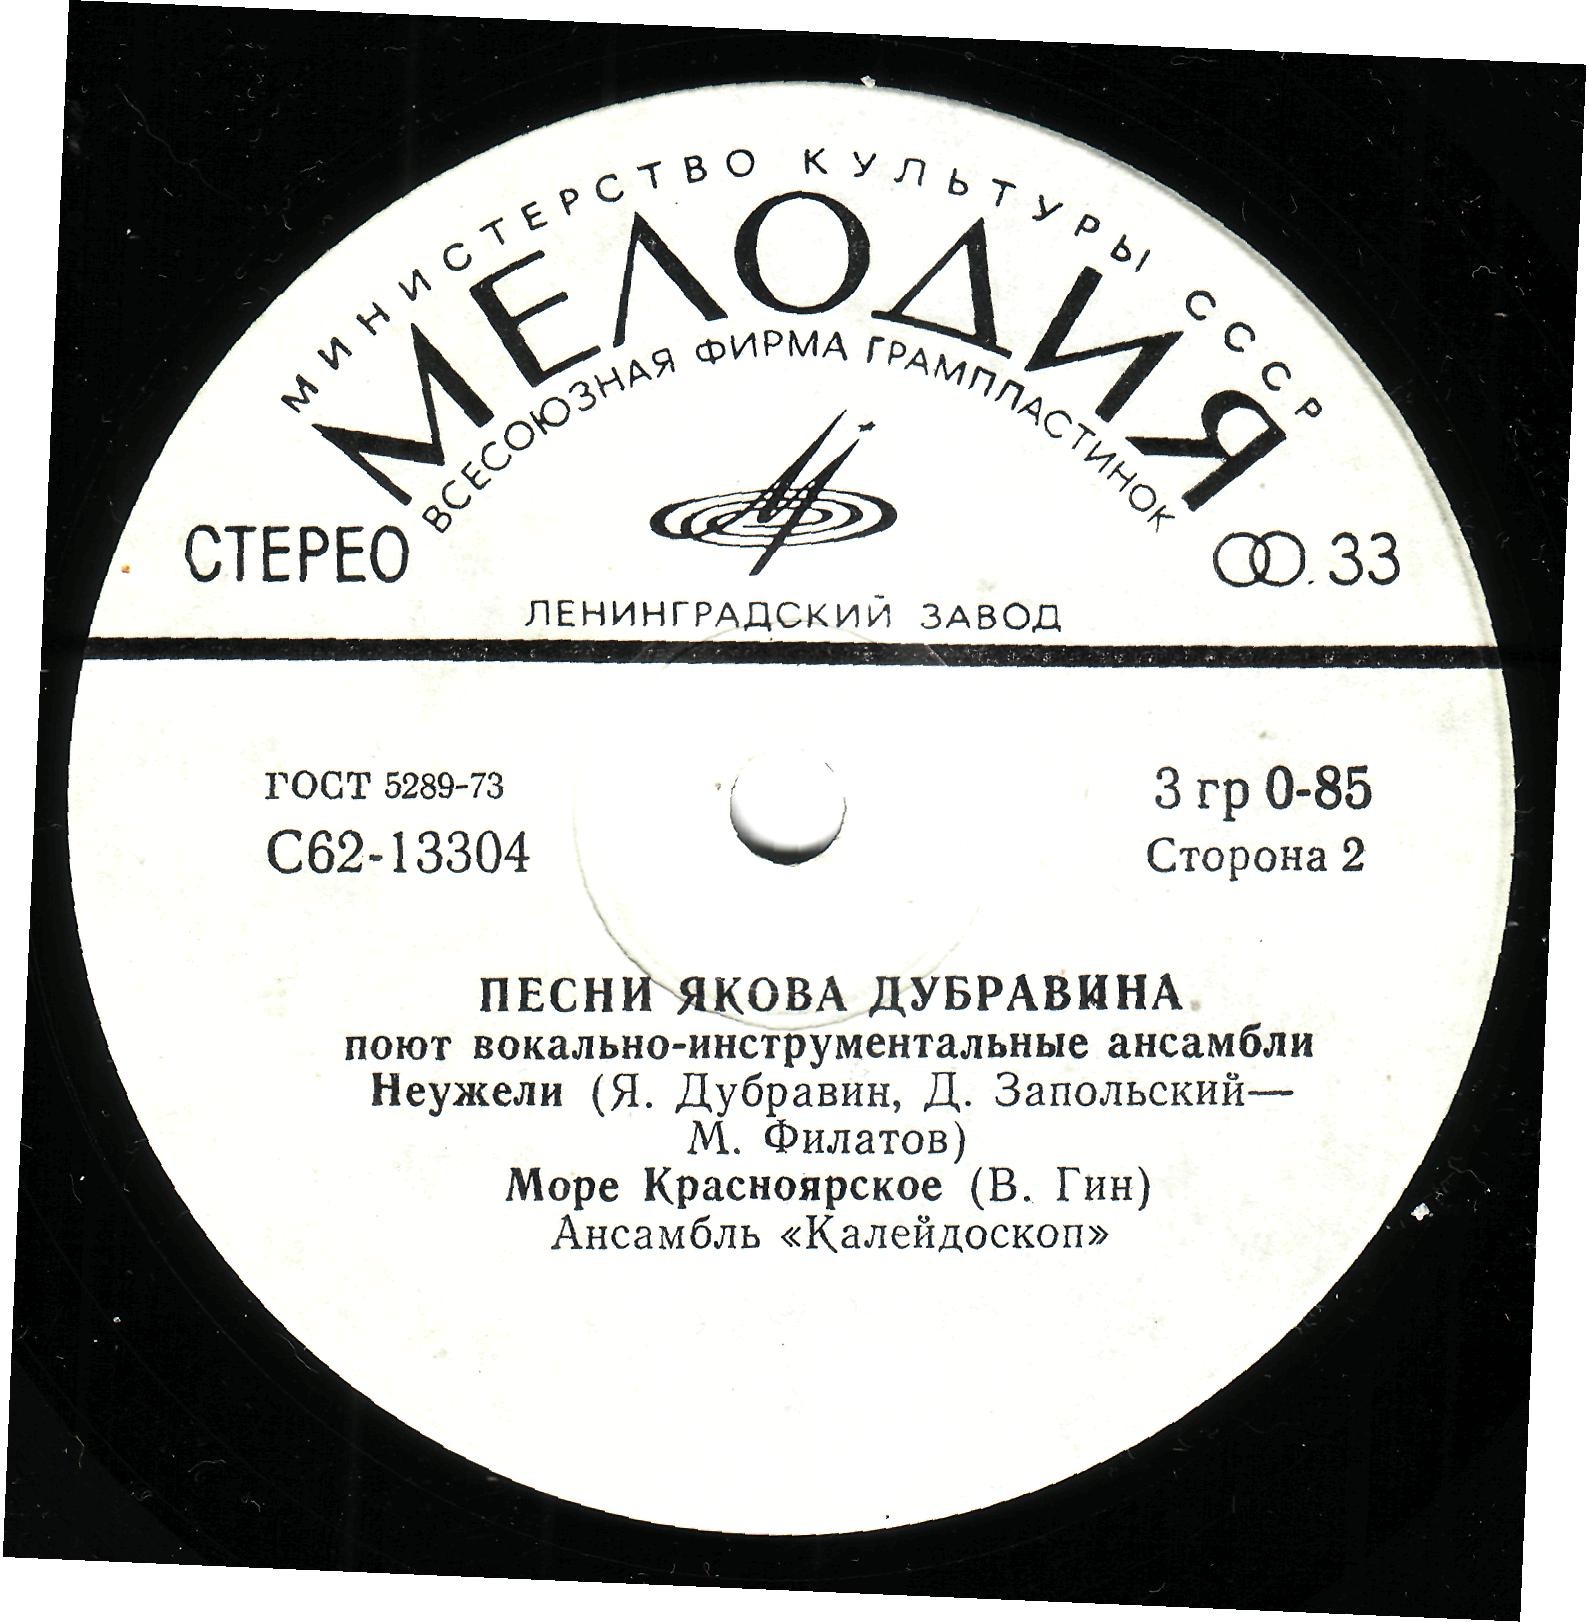 МИНИСТЕРСТВО КУЛЬТУРЫ СССР
МЕЛОДИЯ
ВСЕСОЮЗНАЯ ФИРМА ГРАМПЛАСТИНОК
СТЕРЕО
33
ЛЕНИНГРАДСКИЙ ЗАВОД
ГОСТ 5289-73
3 гр 0-85
С62-13304
Сторона 2
ПЕСНИ ЯКОВА ДУБРАВИНА
поют вокально-инструментальные ансамбли
Неужели (Я. Дубравин, Д. Запольский—
М. Филатов)
Море Красноярское (В. Гин)
Ансамбль «Калейдоскоп»